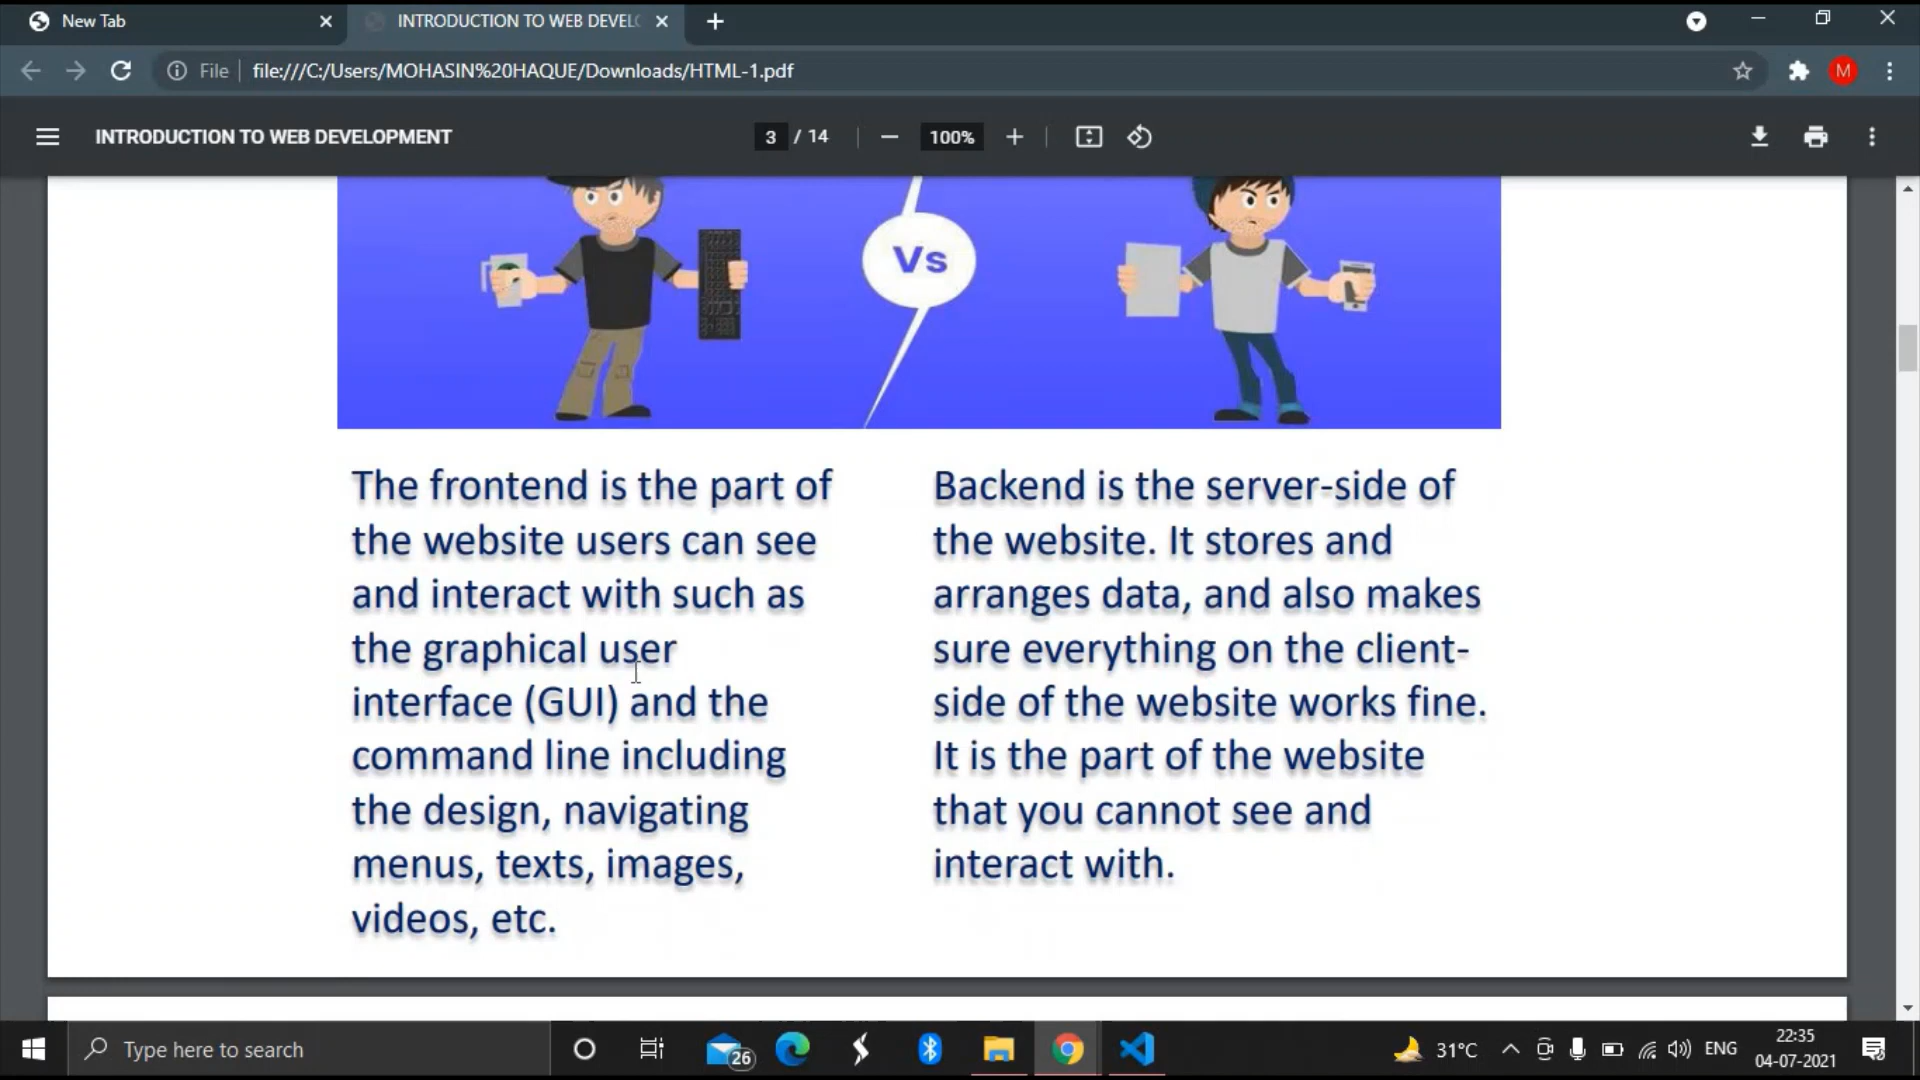 New Tab
INTRODUCTION TO WEB DEVEL
File
file:///C:/Users/MOHASIN%20HAQUE/Downloads/HTML-1.pdf
M
INTRODUCTION TO WEB DEVELOPMENT
3 / 14
100%
Vs
The frontend is the part of
the website users can see
and interact with such as
the graphical user
interface (GUI) and the
command line including
the design, navigating
menus, texts, images,
videos, etc.
Backend is the server-side of
the website. It stores and
arranges data, and also makes
sure everything on the client-
side of the website works fine.
It is the part of the website
that you cannot see and
interact with.
Type here to search
26
31°C
ENG
22:35
04-07-2021